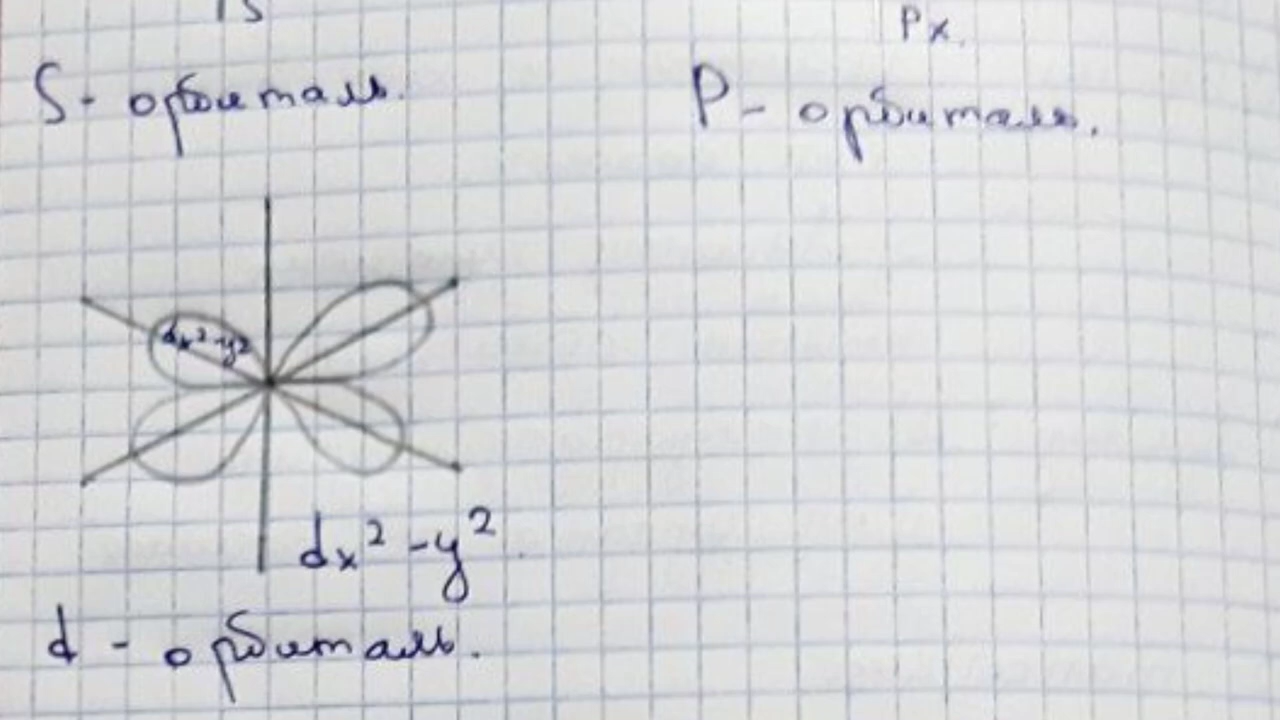 1S
Px.
S- орбиталь.
P- орбиталь.
dx²-y²
dx²-y².
d - орбиталь.